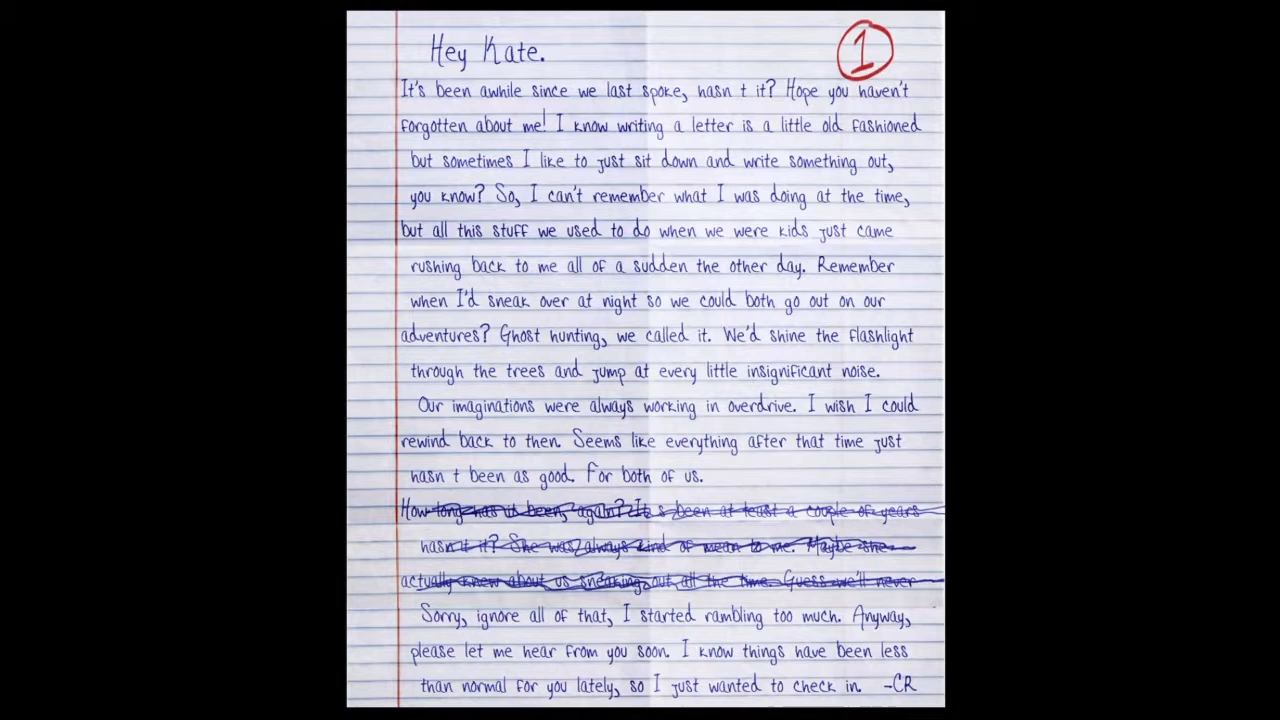 Hey Kate.
1
It's been awhile since we last spoke, hasn t it? Hope you haven't
forgotten about me! I know writing a letter is a little old fashioned
but sometimes I like to just sit down and write something out,
you know? So, I can't remember what I was doing at the time,
but all this stuff we used to do when we were kids just came
rushing back to me all of a sudden the other day. Remember
when I'd sneak over at night so we could both go out on our
adventures? Ghost hunting, we called it. We'd shine the flashlight
through the trees and jump at every little insignificant noise.
Our imaginations were always working in overdrive. I wish I could
rewind back to then. Seems like everything after that time just
hasn t been as good. For both of us.
How long has it been, again? It s been at least a couple of years
hasn t it? She was always kind of mean to me. Maybe she
actually knew about us sneaking out all the time. Guess we'll never
Sorry, ignore all of that, I started rambling too much. Anyway,
please let me hear from you soon. I know things have been less
than normal for you lately, so I just wanted to check in. -CR